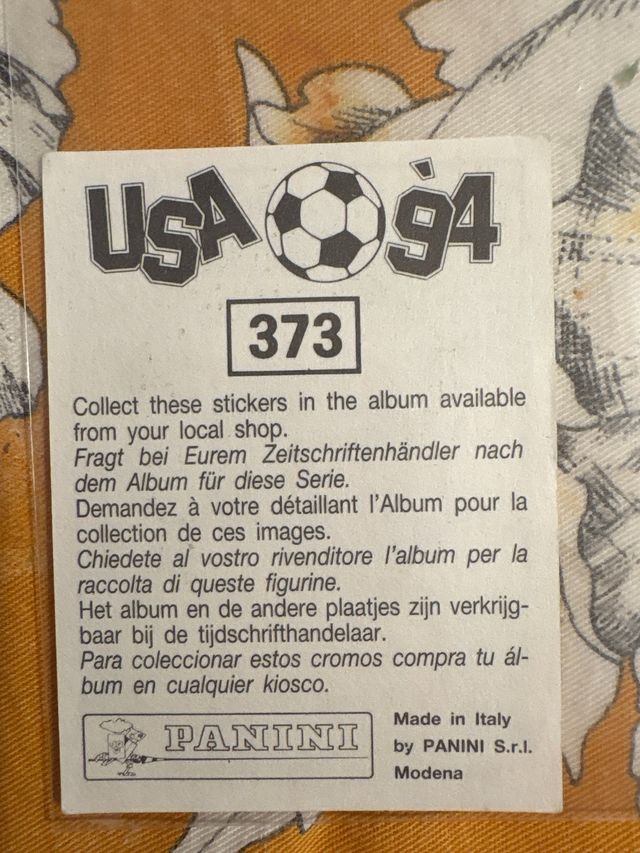 USA '94
373
Collect these stickers in the album available
from your local shop.
Fragt bei Eurem Zeitschriftenhändler nach
dem Album für diese Serie.
Demandez à votre détaillant l'Album pour la
collection de ces images.
Chiedete al vostro rivenditore l'album per la
raccolta di queste figurine.
Het album en de andere plaatjes zijn verkrijg-
baar bij de tijdschrifthandelaar.
Para coleccionar estos cromos compra tu ál-
bum en cualquier kiosco.
PANINI
Made in Italy
by PANINI S.r.l.
Modena